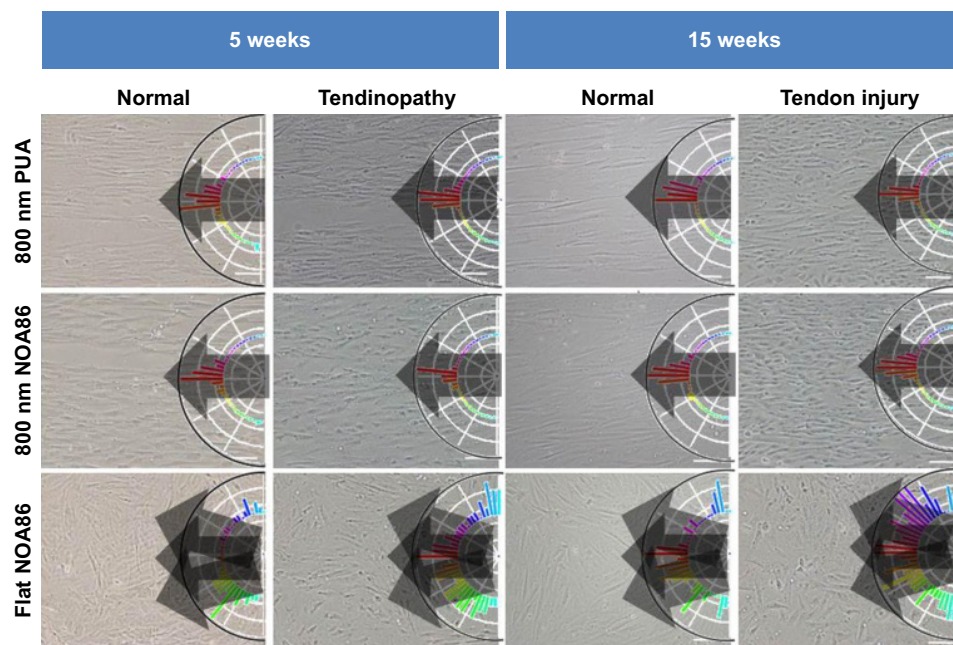 5 weeks 15 weeks
Normal Tendinopathy Normal Tendon injury
800 nm PUA
800 nm NOA86
Flat NOA86